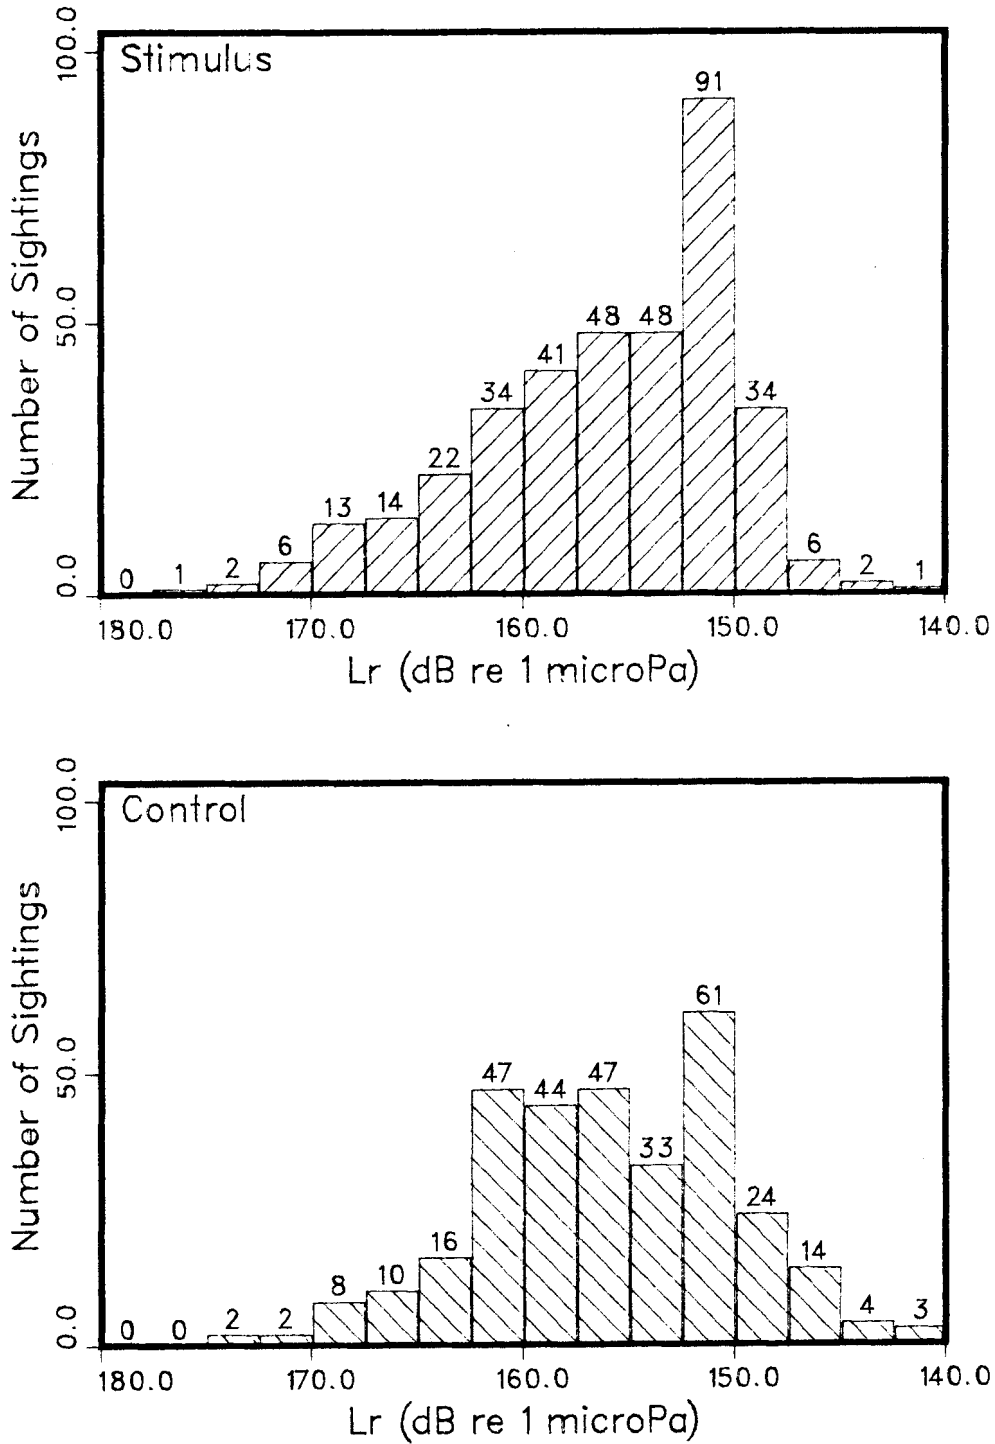 Stimulus
100.0
50.0
0.0
Number of Sightings
0 1 2 6 13 14 22 34 41 48 48 91 34 6 2 1
180.0 170.0 160.0 150.0 140.0
Lr (dB re 1 microPa)
Control
100.0
50.0
0.0
Number of Sightings
0 0 2 2 8 10 16 47 44 47 33 61 24 14 4 3
180.0 170.0 160.0 150.0 140.0
Lr (dB re 1 microPa)